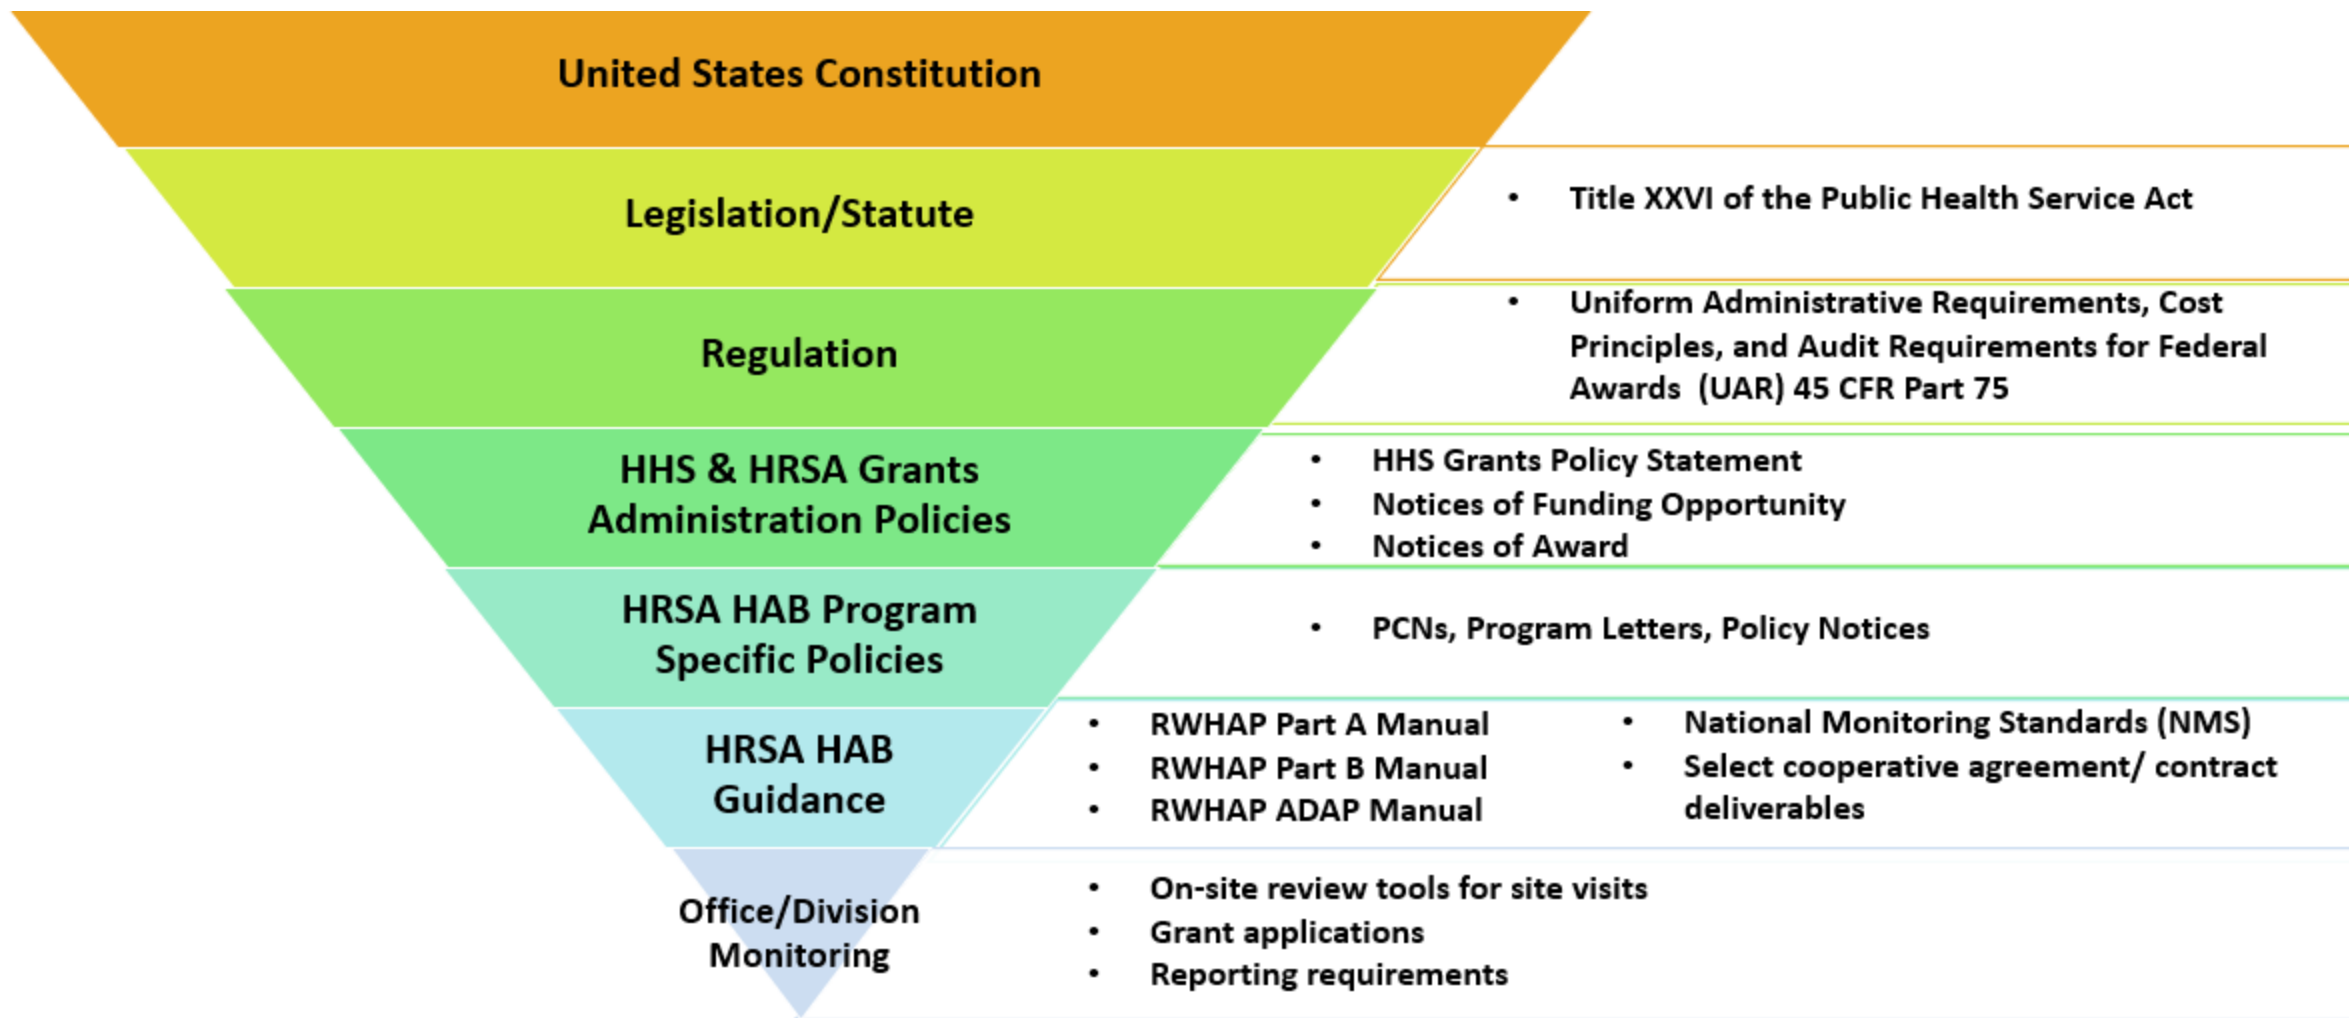 United States Constitution
Legislation/Statute
• Title XXVI of the Public Health Service Act
Regulation
• Uniform Administrative Requirements, Cost
Principles, and Audit Requirements for Federal
Awards  (UAR) 45 CFR Part 75
HHS & HRSA Grants
Administration Policies
• HHS Grants Policy Statement
• Notices of Funding Opportunity
• Notices of Award
HRSA HAB Program
Specific Policies
• PCNs, Program Letters, Policy Notices
HRSA HAB
Guidance
• RWHAP Part A Manual
• RWHAP Part B Manual
• RWHAP ADAP Manual
• National Monitoring Standards (NMS)
• Select cooperative agreement/ contract
deliverables
Office/Division
Monitoring
• On-site review tools for site visits
• Grant applications
• Reporting requirements